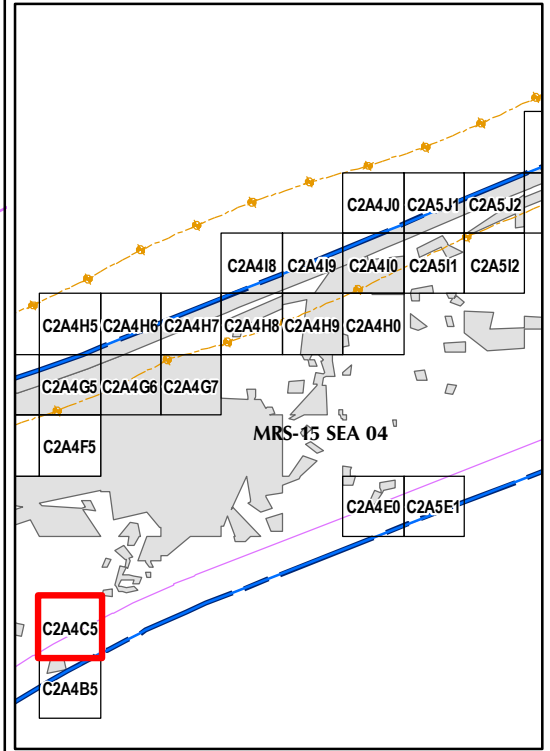 C2A4J0 C2A5J1 C2A5J2
C2A4I8 C2A4I9 C2A4I0 C2A5I1 C2A5I2
C2A4H5 C2A4H6 C2A4H7 C2A4H8 C2A4H9 C2A4H0
C2A4G5 C2A4G6 C2A4G7
MRS-15 SEA 04
C2A4F5
C2A4E0 C2A5E1
C2A4C5
C2A4B5